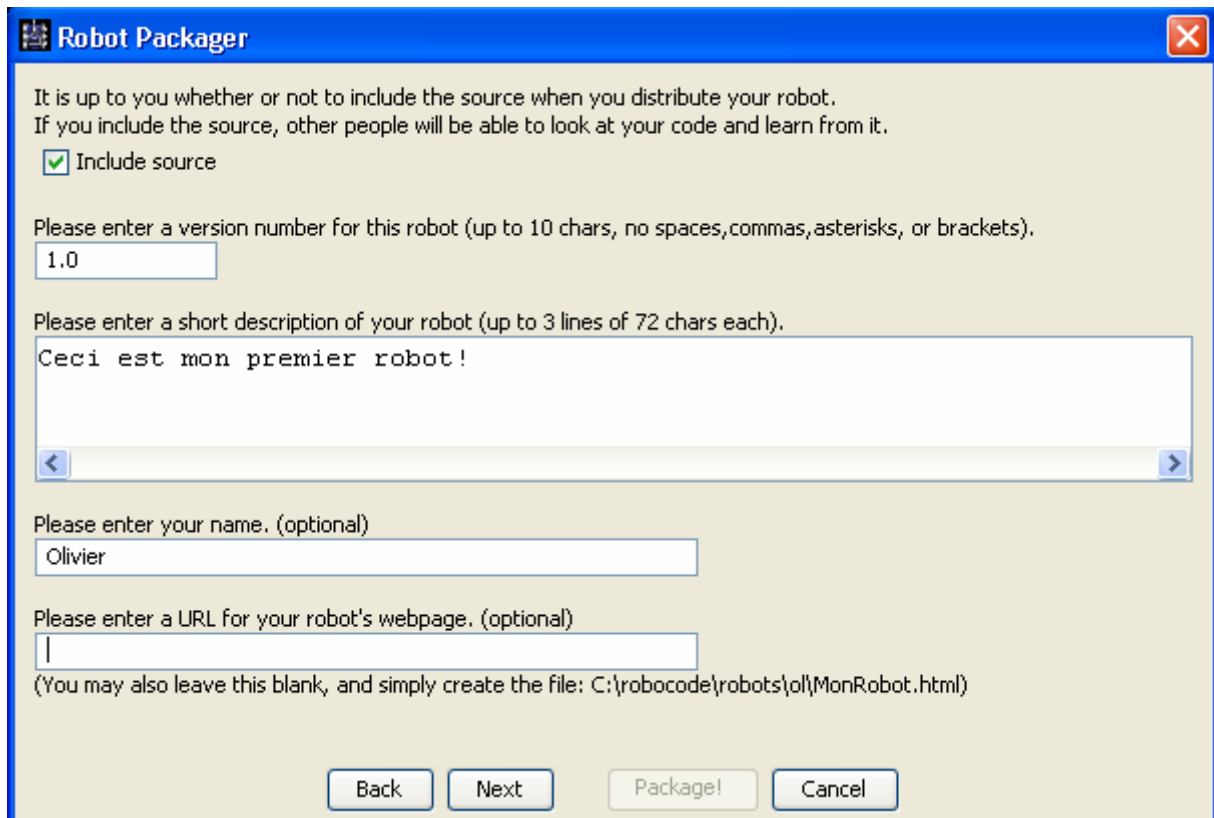 Robot Packager
It is up to you whether or not to include the source when you distribute your robot.
If you include the source, other people will be able to look at your code and learn from it.
Include source
Please enter a version number for this robot (up to 10 chars, no spaces,commas,asterisks, or brackets).
1.0
Please enter a short description of your robot (up to 3 lines of 72 chars each).
Ceci est mon premier robot!
Please enter your name. (optional)
Olivier
Please enter a URL for your robot's webpage. (optional)
(You may also leave this blank, and simply create the file: C:\robocode\robots\ol\MonRobot.html)
Back Next Package! Cancel